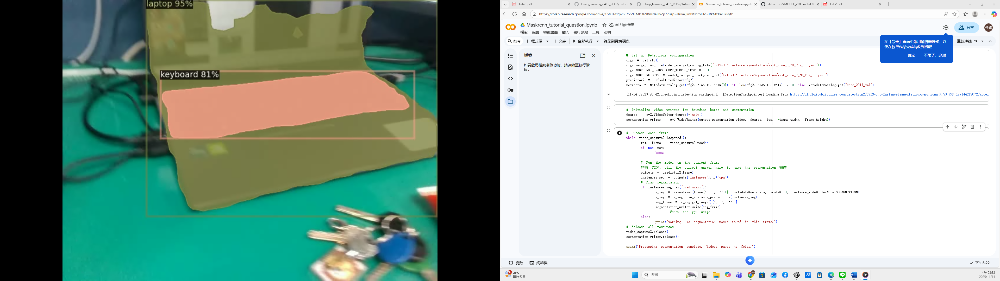 laptop 95%
keyboard 81%
Lab-1.pdf
Deep_learning_d415_ROS2/Tutor
Deep_learning_d415_ROS2/Tutor
Maskrcnn_tutorial_question.ipynb
detectron2/MODEL_ZOO.md at
Lab2.pdf
https://colab.research.google.com/drive/1bfrT6zPpv6CYZ2ITMb3698nsrlaHv2p7?usp=drive_link#scrollTo=RkMzXeOYkytb
Maskrcnn_tutorial_question.ipynb
無法儲存變更
檔案 編輯 檢視畫面 插入 執行階段 工具 說明
分享
佳成
指令 + 程式碼 + 文字 全部執行 複製到雲端硬碟
重新連線 T4
在「設定」頁面中啟用瀏覽器通知，以
便在執行作業完成時收到提醒
確定 不用了，謝謝
檔案
如要啟用檔案瀏覽功能，請連線至執行階
段。
# Set up Detectron2 configuration
cfg2 = get_cfg()
cfg2.merge_from_file(model_zoo.get_config_file("LVISv0.5-InstanceSegmentation/mask_rcnn_R_50_FPN_1x.yaml"))
cfg2.MODEL.ROI_HEADS.SCORE_THRESH_TEST = 0.8
cfg2.MODEL.WEIGHTS = model_zoo.get_checkpoint_url("LVISv0.5-InstanceSegmentation/mask_rcnn_R_50_FPN_1x.yaml")
predictor2 = DefaultPredictor(cfg2)
metadata = MetadataCatalog.get(cfg2.DATASETS.TRAIN[0]) if len(cfg2.DATASETS.TRAIN) > 0 else MetadataCatalog.get("coco_2017_val")
[11/14 09:20:26 d2.checkpoint.detection_checkpoint]: [DetectionCheckpointer] Loading from https://dl.fbaipublicfiles.com/detectron2/LVISv0.5-InstanceSegmentation/mask_rcnn_R_50_FPN_1x/144219072/model
# Initialize video writers for bounding boxes and segmentation
fourcc = cv2.VideoWriter_fourcc(*'mp4v')
segmentation_writer = cv2.VideoWriter(output_segmentation_video, fourcc, fps, (frame_width, frame_height))
# Process each frame
while video_capture2.isOpened():
ret, frame = video_capture2.read()
if not ret:
break
# Run the model on the current frame
#### TODO: fill the correct answer here to make the segmentation ####
outputs = predictor2(frame)
instances_seg = outputs["instances"].to("cpu")
# Draw segmentation
if instances_seg.has("pred_masks"):
v_seg = Visualizer(frame[:, :, ::-1], metadata=metadata, scale=1.0, instance_mode=ColorMode.SEGMENTATION)
v_seg = v_seg.draw_instance_predictions(instances_seg)
seg_frame = v_seg.get_image()[:, :, ::-1]
segmentation_writer.write(seg_frame)
#show the gpu usage
else:
print("Warning: No segmentation masks found in this frame.")
# Release all resources
video_capture2.release()
segmentation_writer.release()
print("Processing segmentation complete. Videos saved to Colab.")
變數 終端機
下午5:22
21°C
晴時多雲
搜尋
下午 08:32
2025/11/14